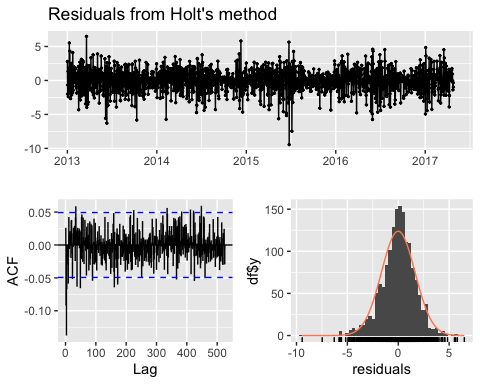 Residuals from Holt's method
5
0
-5
-10
2013 2014 2015 2016 2017
0.05
0.00
-0.05
-0.10
ACF
0 100 200 300 400 500
Lag
150
100
50
0
df$y
-10 -5 0 5
residuals